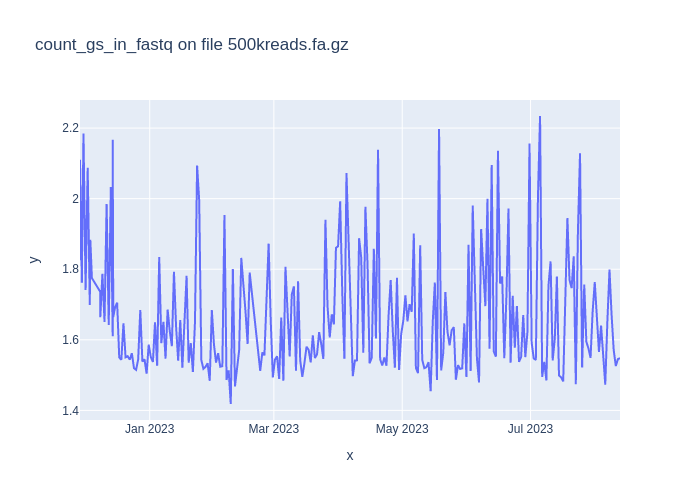 count_gs_in_fastq on file 500kreads.fa.gz
2.2
2
1.8
1.6
1.4
y
Jan 2023
Mar 2023
May 2023
Jul 2023
x